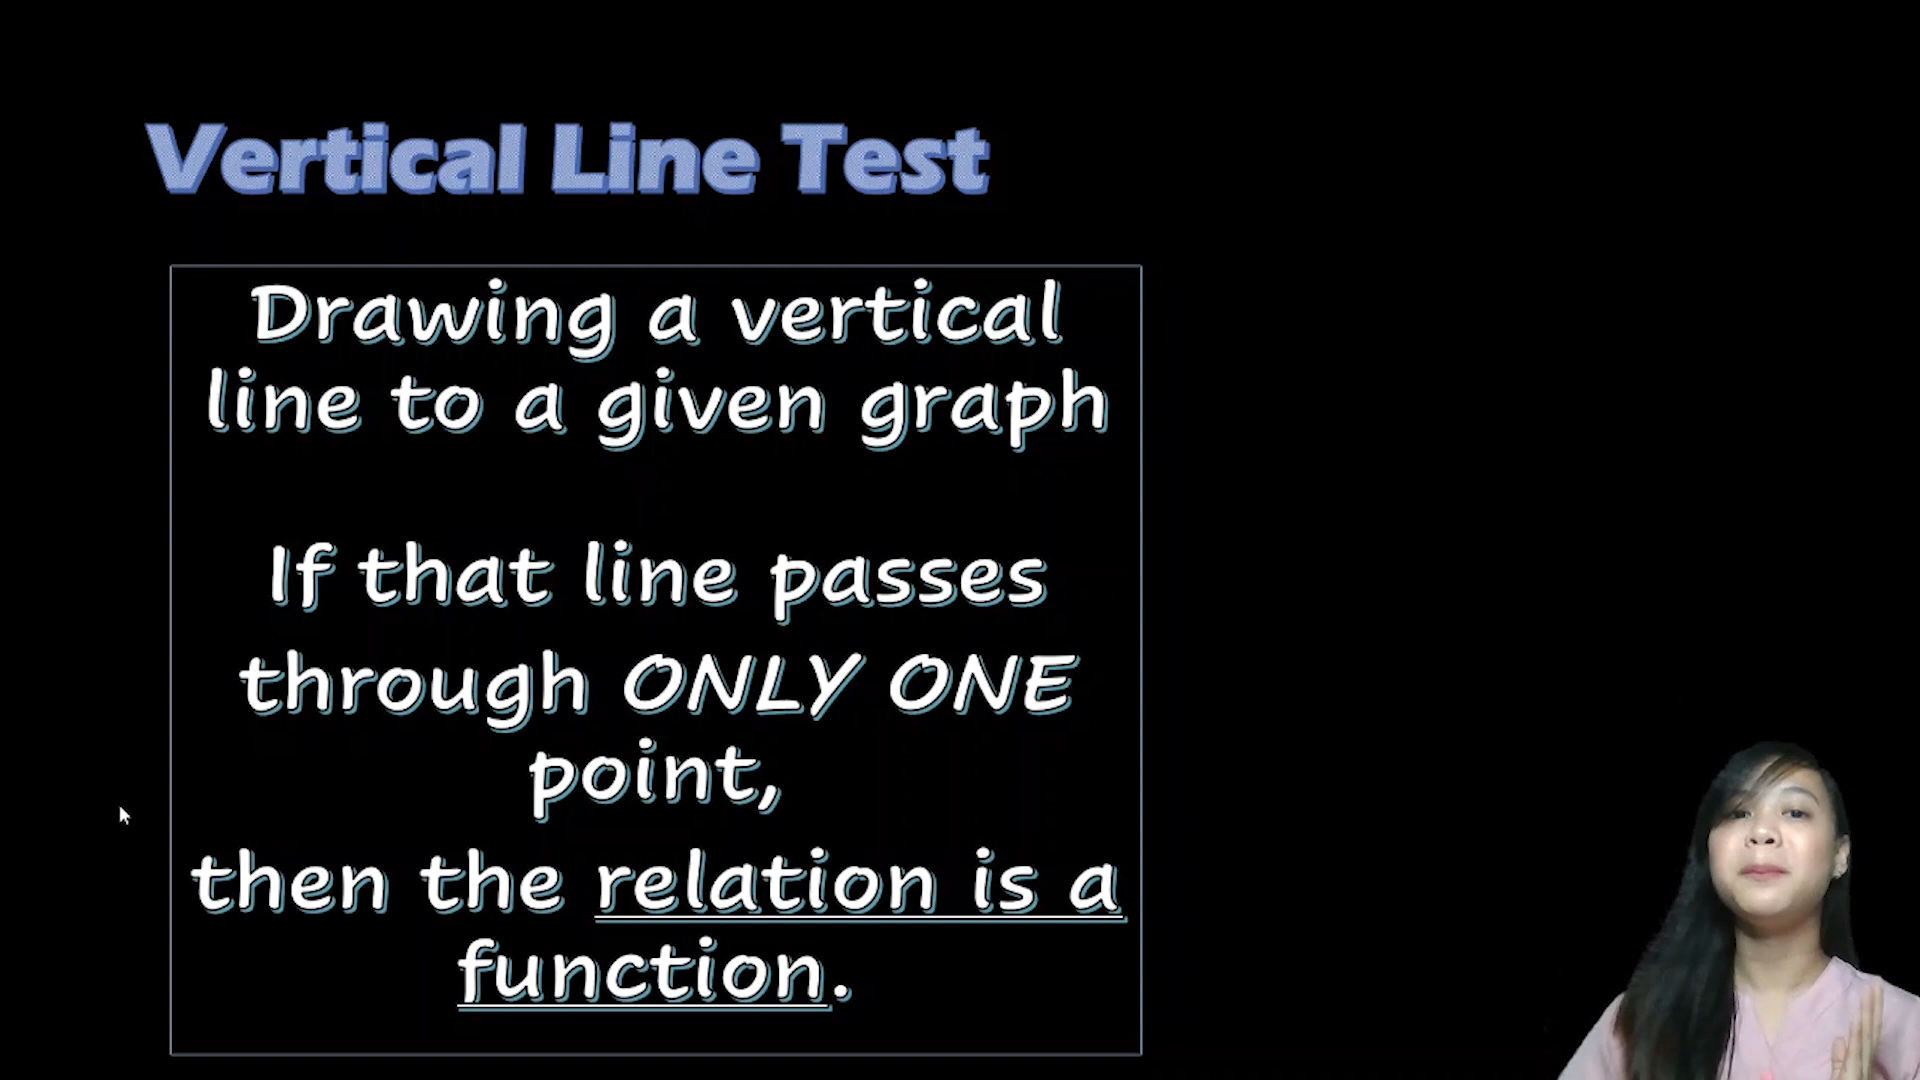 Vertical Line Test
Drawing a vertical
line to a given graph
If that line passes
through ONLY ONE
point,
then the relation is a
function.